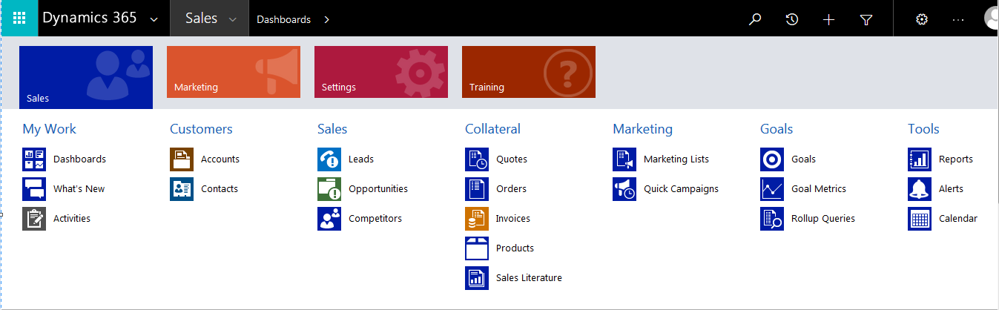 Dynamics 365 Sales Dashboards
Sales Marketing Settings Training
My Work Customers Sales Collateral Marketing Goals Tools
Dashboards Accounts Leads Quotes Marketing Lists Goals Reports
What's New Contacts Opportunities Orders Quick Campaigns Goal Metrics Alerts
Activities Competitors Invoices Rollup Queries Calendar
Products
Sales Literature